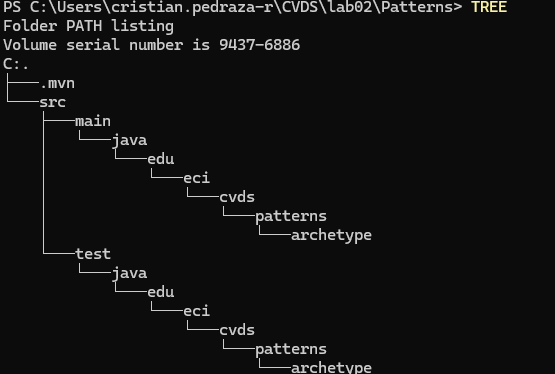 PS C:\Users\cristian.pedraza-r\CVDS\lab02\Patterns> TREE
Folder PATH listing
Volume serial number is 9437-6886
C:.
├───.mvn
└───src
    ├───main
    │   └───java
    │       └───edu
    │           └───eci
    │               └───cvds
    │                   └───patterns
    │                       └───archetype
    └───test
        └───java
            └───edu
                └───eci
                    └───cvds
                        └───patterns
                            └───archetype